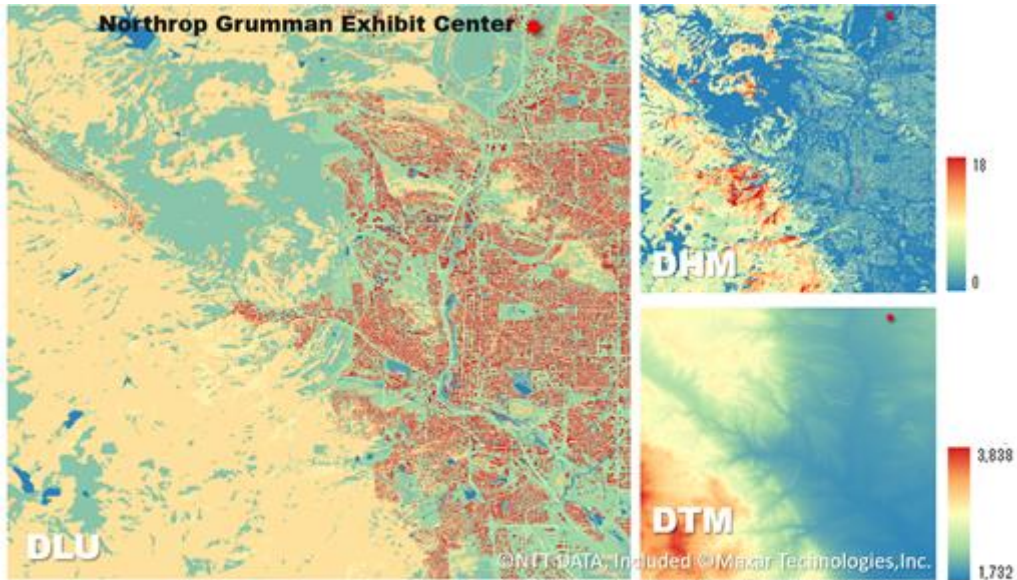 Northrop Grumman Exhibit Center
DHM
18
0
DTM
3,838
1,732
DLU
©NTT DATA, Included ©Maxar Technologies,Inc.